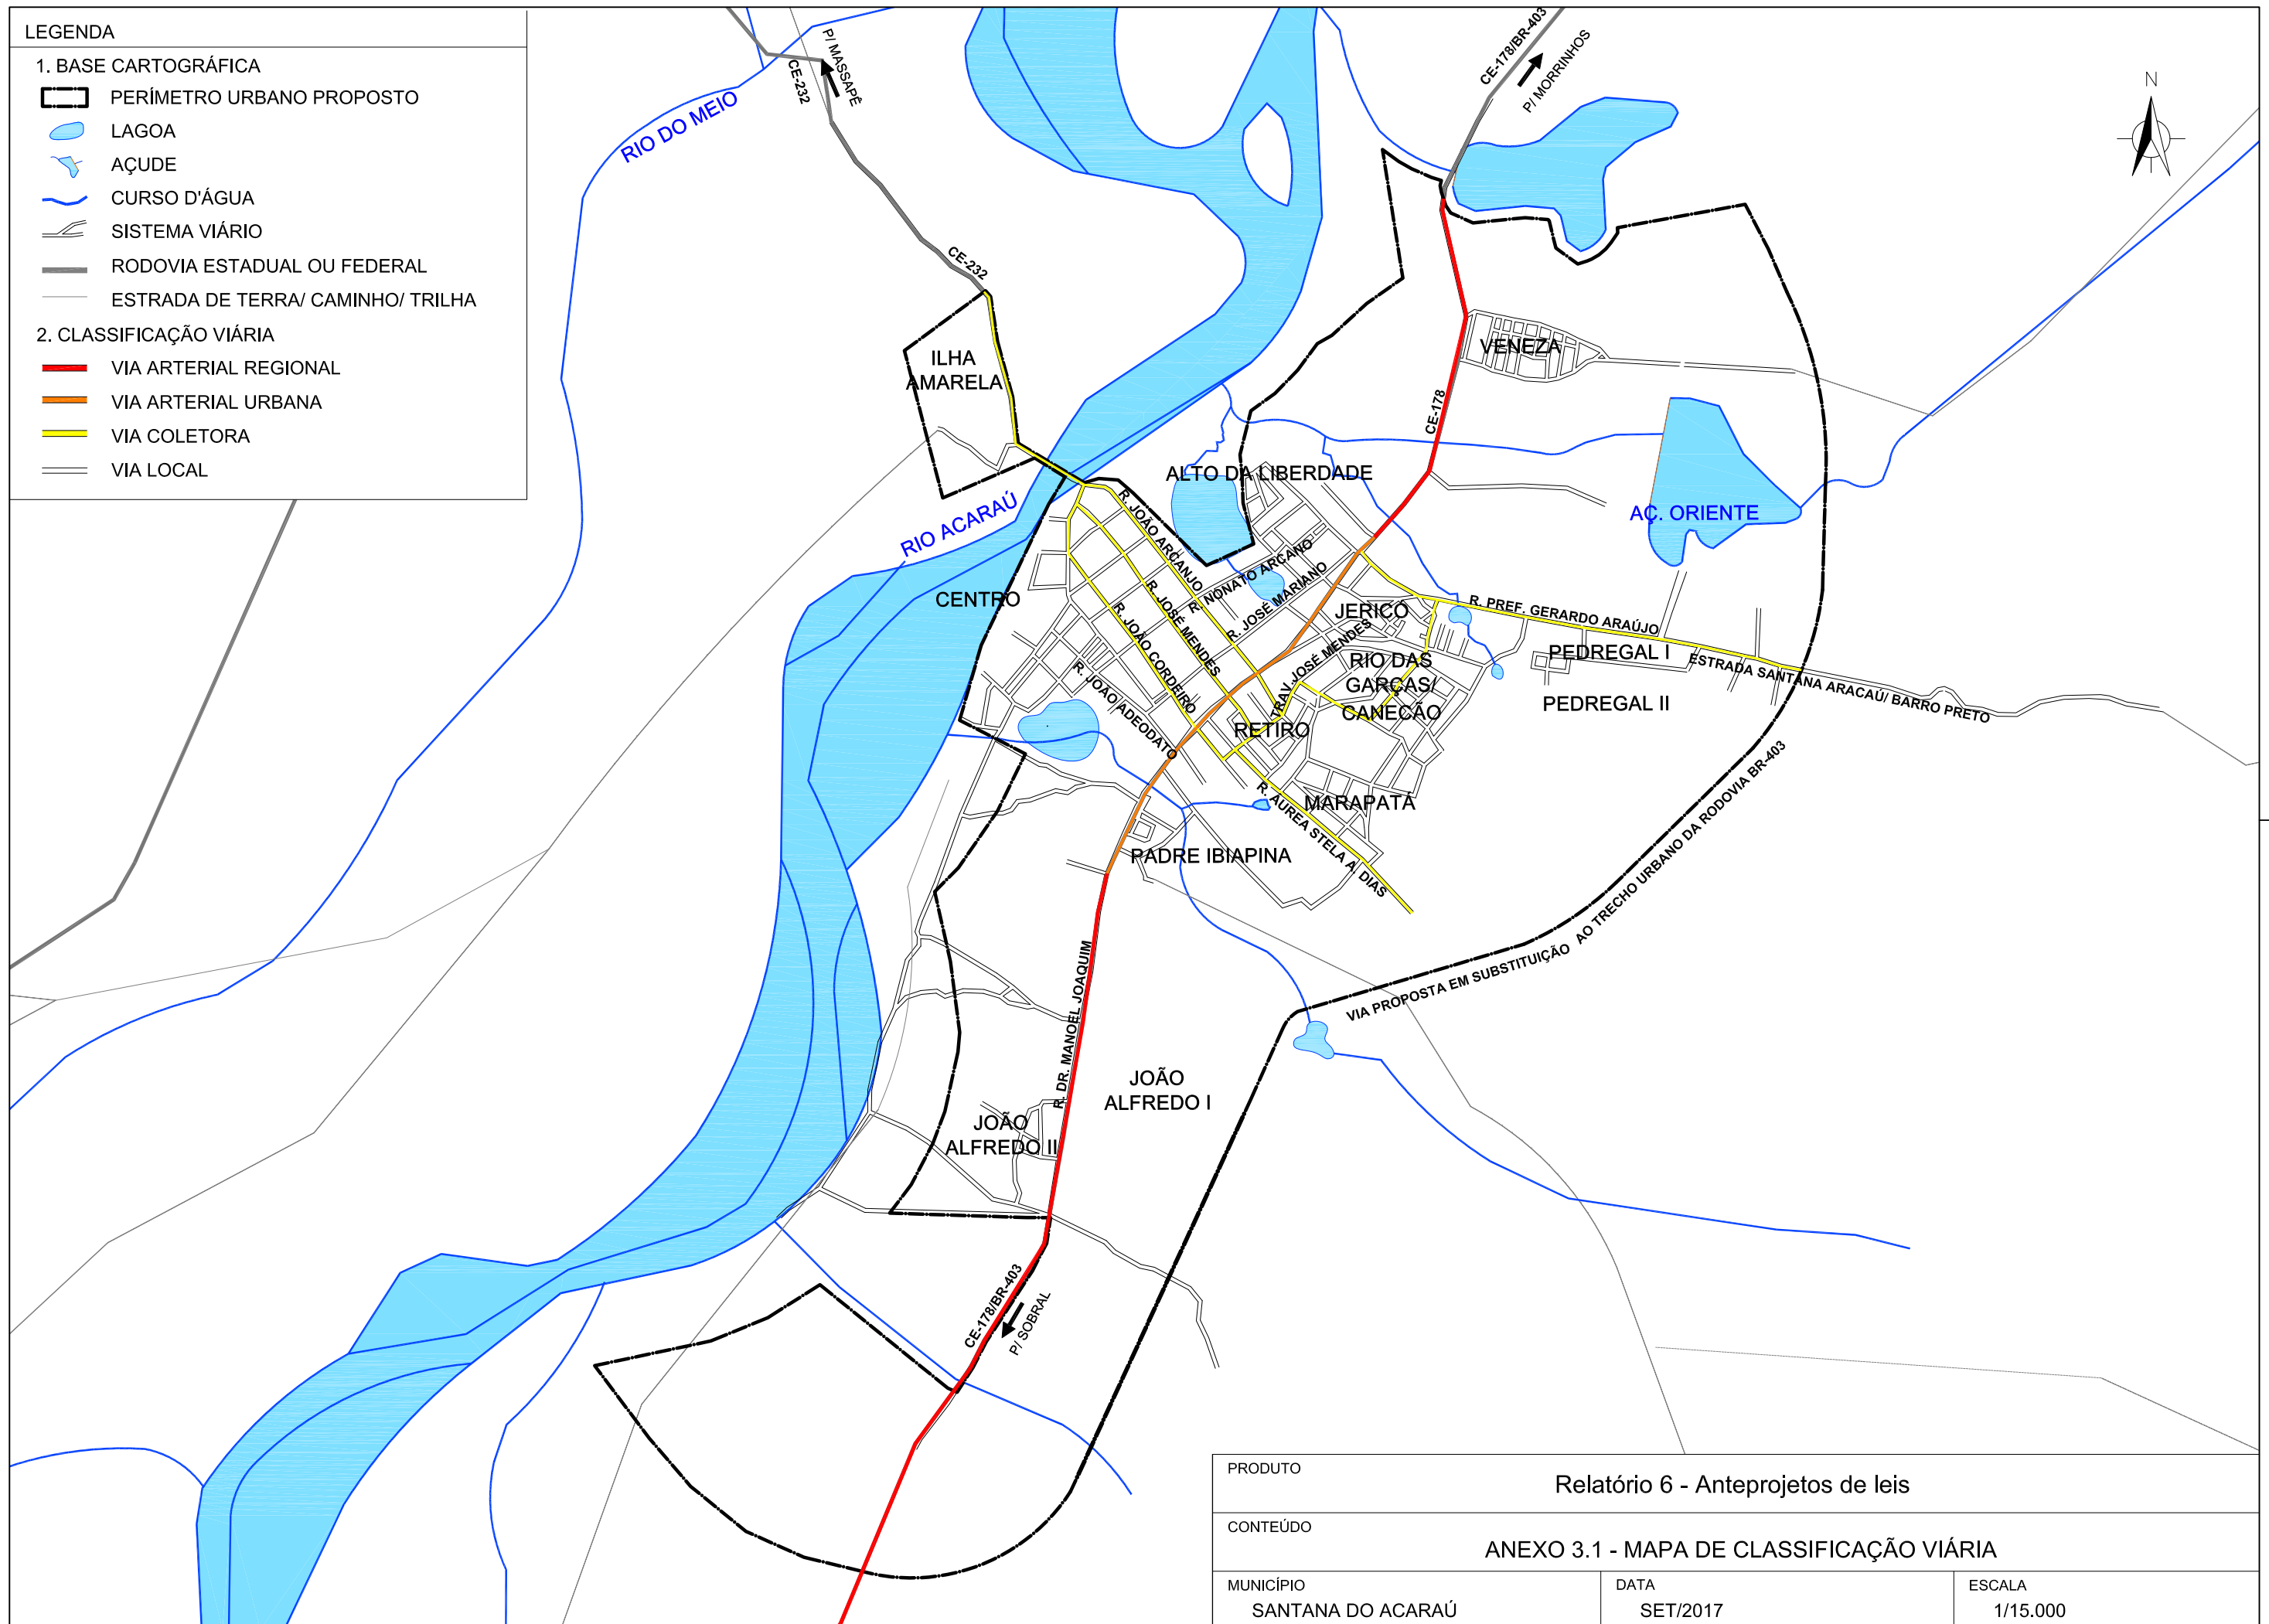 LEGENDA
1. BASE CARTOGRÁFICA
PERÍMETRO URBANO PROPOSTO
LAGOA
AÇUDE
CURSO D'ÁGUA
SISTEMA VIÁRIO
RODOVIA ESTADUAL OU FEDERAL
ESTRADA DE TERRA/ CAMINHO/ TRILHA
2. CLASSIFICAÇÃO VIÁRIA
VIA ARTERIAL REGIONAL
VIA ARTERIAL URBANA
VIA COLETORA
VIA LOCAL
P/ MASSAPÊ
CE-232
RIO DO MEIO
CE-232
CE-178/BR-403
P/ MORRINHOS
N
ILHA
AMARELA
VENEZA
CE-178
ALTO DA LIBERDADE
AÇ. ORIENTE
RIO ACARAÚ
R. JOÃO ARCANJO
R. NONATO ARCANO
R. JOSÉ MARIANO
CENTRO
R. JOSÉ MENDES
R. JOÃO CORDEIRO
R. JOÃO ADEODATO
JERICÓ
TRAV. JOSÉ MENDES
R. PREF. GERARDO ARAÚJO
RIO DAS
GARÇAS/
CANECÃO
PEDREGAL I
ESTRADA SANTANA ARACAÚ/ BARRO PRETO
PEDREGAL II
RETIRO
MARAPATÁ
R. AUREA STELA A. DIAS
PADRE IBIAPINA
VIA PROPOSTA EM SUBSTITUIÇÃO AO TRECHO URBANO DA RODOVIA BR-403
R. DR. MANOEL JOAQUIM
JOÃO
ALFREDO I
JOÃO
ALFREDO II
CE-178/BR-403
P/ SOBRAL
PRODUTO
Relatório 6 - Anteprojetos de leis
CONTEÚDO
ANEXO 3.1 - MAPA DE CLASSIFICAÇÃO VIÁRIA
MUNICÍPIO
SANTANA DO ACARAÚ
DATA
SET/2017
ESCALA
1/15.000